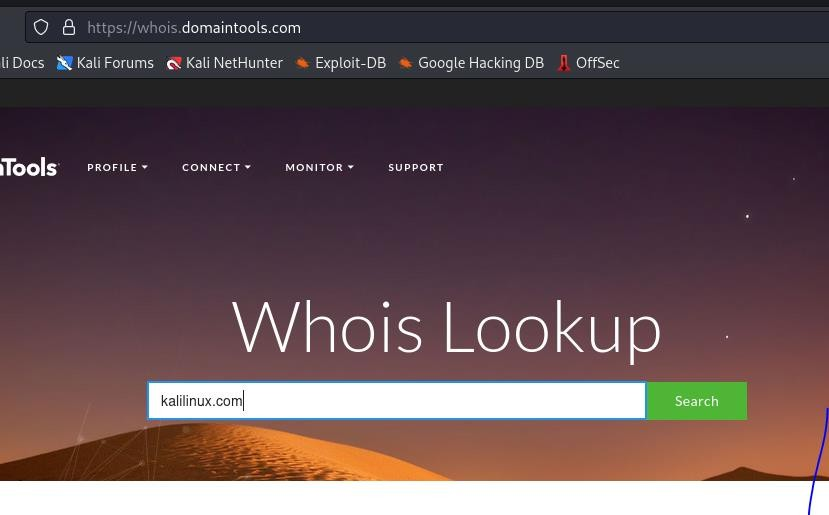 https://whois.domaintools.com
li Docs Kali Forums Kali NetHunter Exploit-DB Google Hacking DB OffSec
nTools PROFILE CONNECT MONITOR SUPPORT
Whois Lookup
kalilinux.com Search